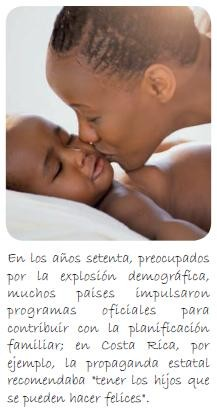 En los años setenta, preocupados
por la explosión demográfica,
muchos países impulsaron
programas oficiales para
contribuir con la planificación
familiar; en Costa Rica, por
ejemplo, la propaganda estatal
recomendaba "tener los hijos que
se pueden hacer felices".